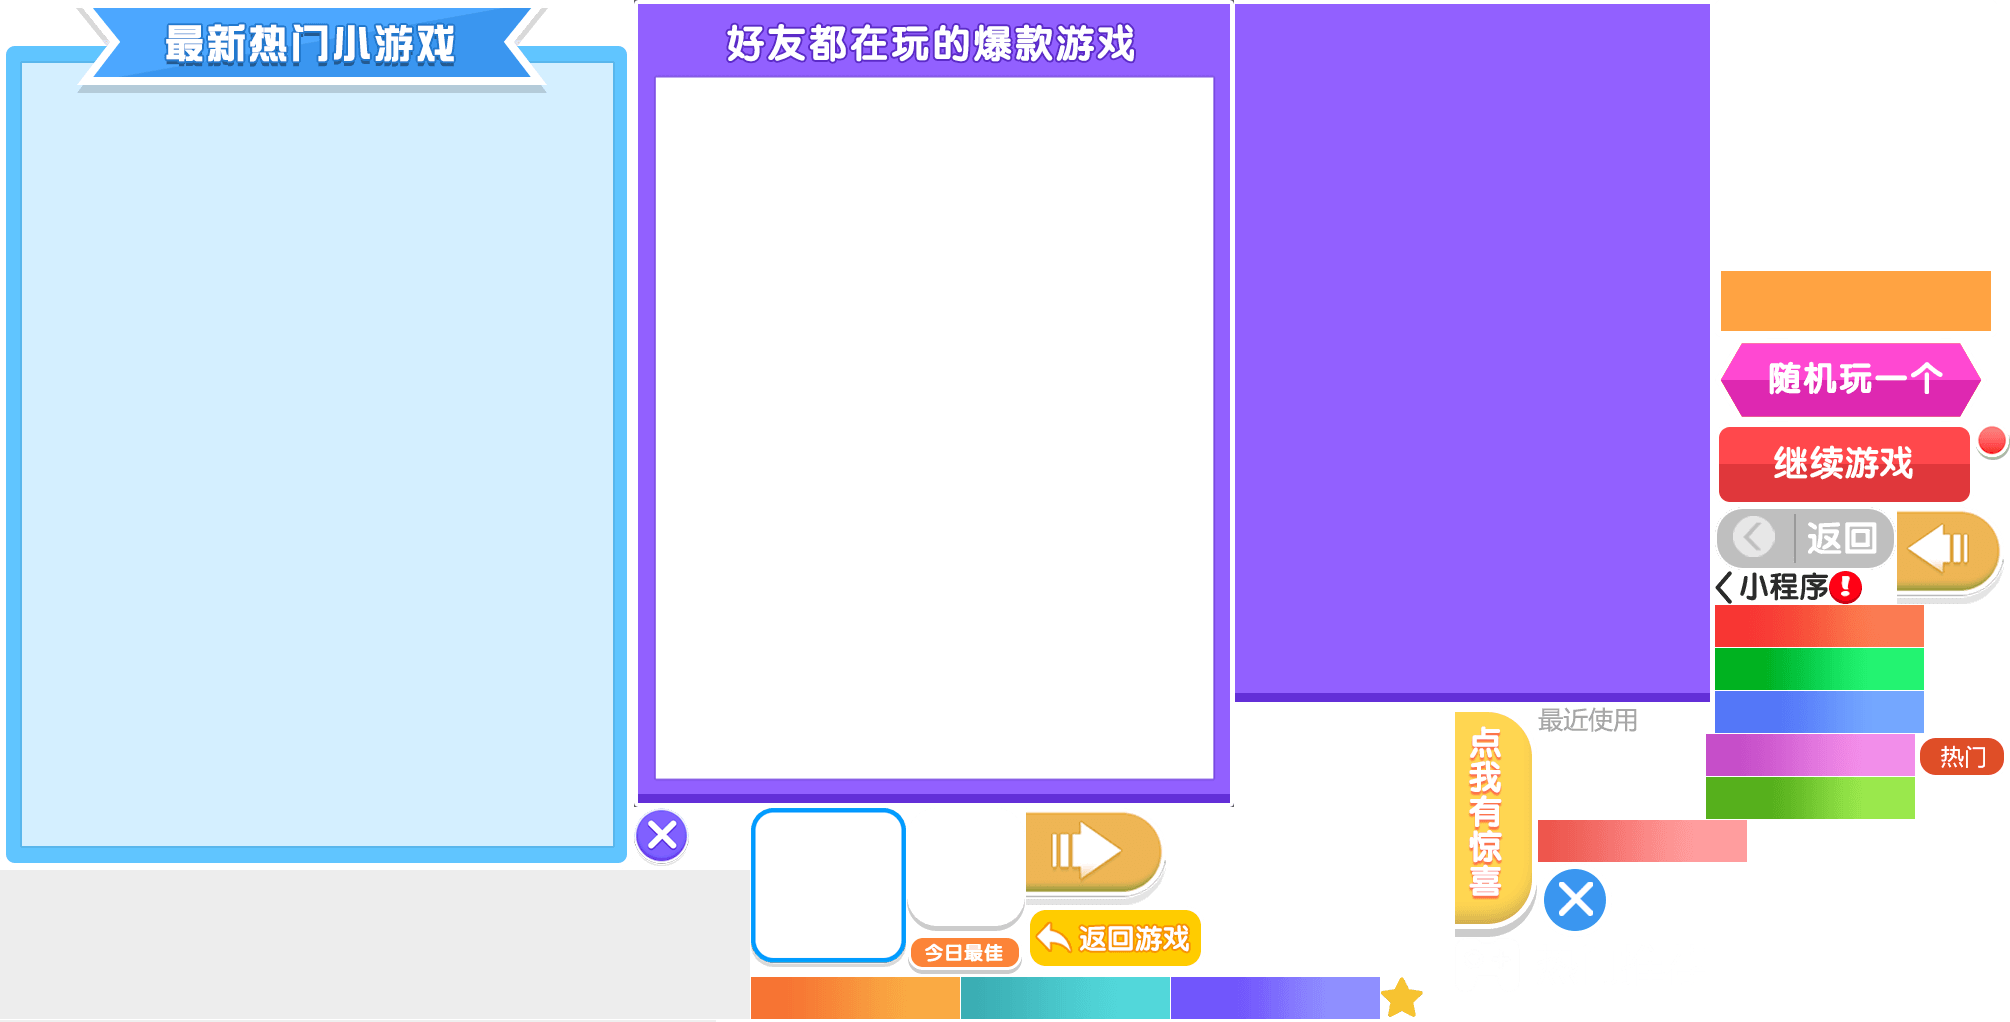 最新热门小游戏
好友都在玩的爆款游戏
随机玩一个
继续游戏
返回
小程序
最近使用
热门
点我有惊喜
返回游戏
今日最佳